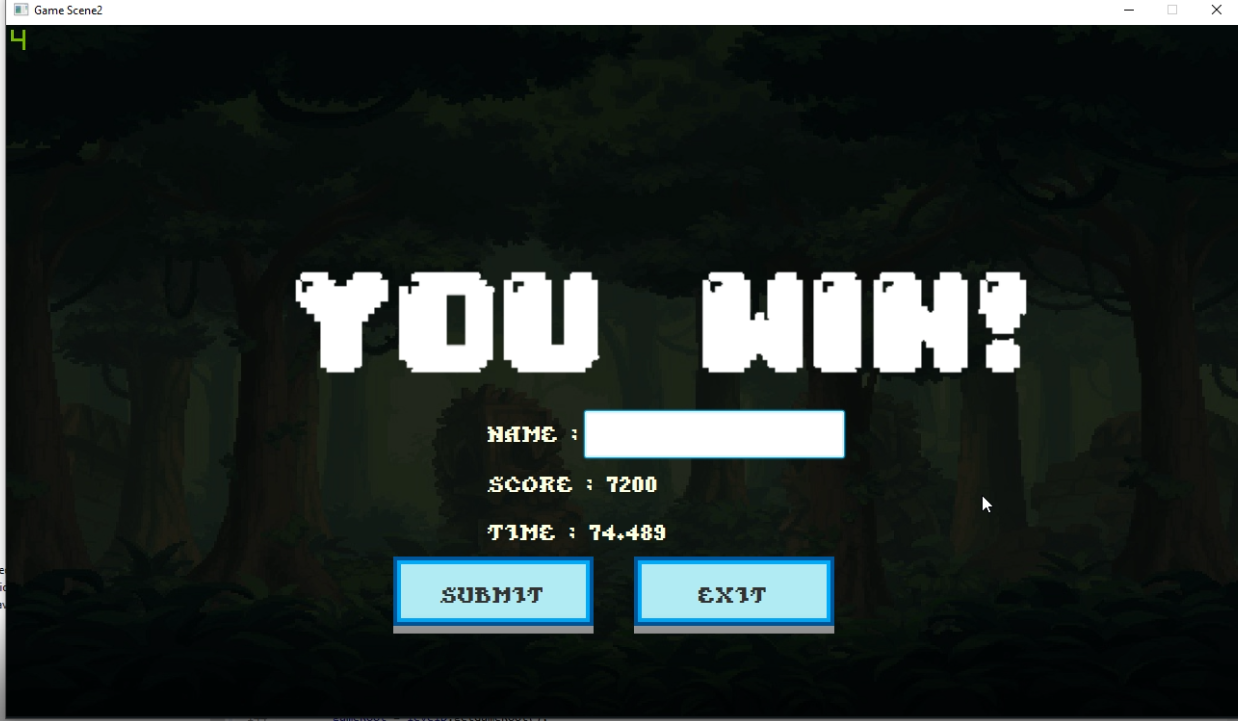 Game Scene2
4
YOU WIN!
NAME :
SCORE : 7200
TIME : 74.489
SUBMIT EXIT